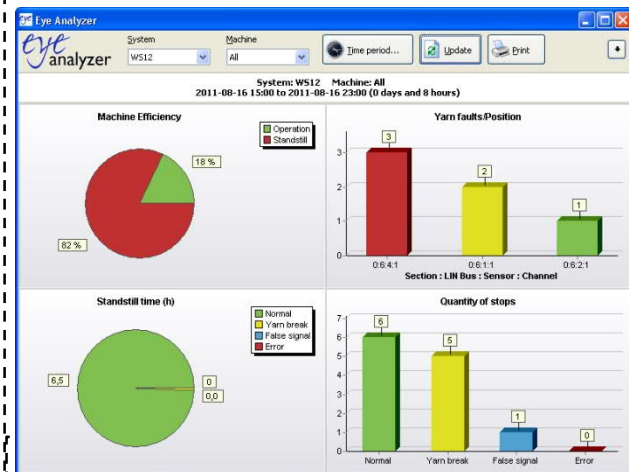 Eye Analyzer
eye analyzer
System
WS12
Machine
All
Time period...
Update
Print
System: WS12 Machine: All
2011-08-16 15:00 to 2011-08-16 23:00 (0 days and 8 hours)
Machine Efficiency
Operation
Standstill
18 %
82 %
Yarn faults/Position
3
2
1
0
3
2
1
0:6:4:1
0:6:1:1
0:6:2:1
Section : LIN Bus : Sensor : Channel
Standstill time (h)
Normal
Yarn break
False signal
Error
6,5
0
0,0
Quantity of stops
7
6
5
4
3
2
1
0
6
5
1
0
Normal
Yarn break
False signal
Error